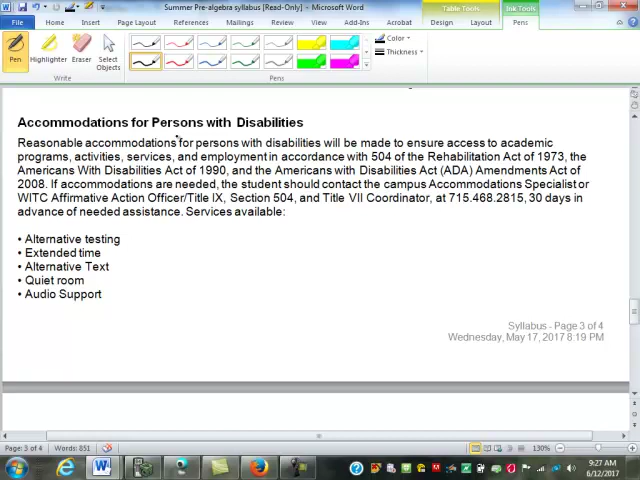 Summer Pre-algebra syllabus [Read-Only] - Microsoft Word
Table Tools
Ink Tools
File Home Insert Page Layout References Mailings Review View Add-Ins Acrobat Design Layout Pens
Pen Highlighter Eraser Select Objects
Color
Thickness
Write Pens
Accommodations for Persons with Disabilities
Reasonable accommodations for persons with disabilities will be made to ensure access to academic
programs, activities, services, and employment in accordance with 504 of the Rehabilitation Act of 1973, the
Americans With Disabilities Act of 1990, and the Americans with Disabilities Act (ADA) Amendments Act of
2008. If accommodations are needed, the student should contact the campus Accommodations Specialist or
WITC Affirmative Action Officer/Title IX, Section 504, and Title VII Coordinator, at 715.468.2815, 30 days in
advance of needed assistance. Services available:
• Alternative testing
• Extended time
• Alternative Text
• Quiet room
• Audio Support
Syllabus - Page 3 of 4
Wednesday, May 17, 2017 8:19 PM
Page: 3 of 4 Words: 851 130%
9:27 AM
6/12/2017